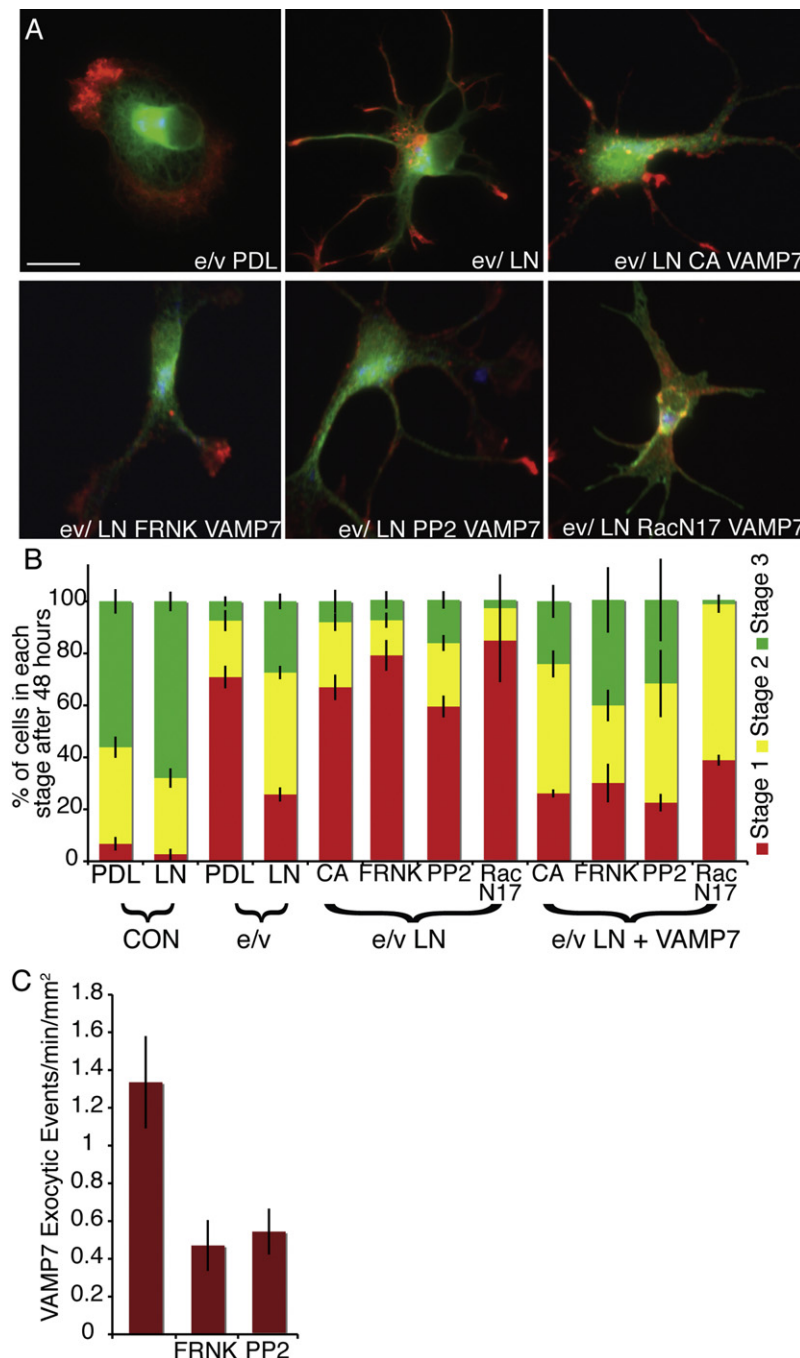 A
e/v PDL
ev/ LN
ev/ LN CA VAMP7
ev/ LN FRNK VAMP7
ev/ LN PP2 VAMP7
ev/ LN RacN17 VAMP7
B
% of cells in each
stage after 48 hours
100
80
60
40
20
0
PDL LN PDL LN CA FRNK PP2 Rac
N17
CA FRNK PP2 Rac
N17
CON
e/v
e/v LN
e/v LN + VAMP7
Stage 1 Stage 2 Stage 3
C
VAMP7 Exocytic Events/min/mm²
1.8
1.6
1.4
1.2
1
0.8
0.6
0.4
0.2
0
FRNK PP2